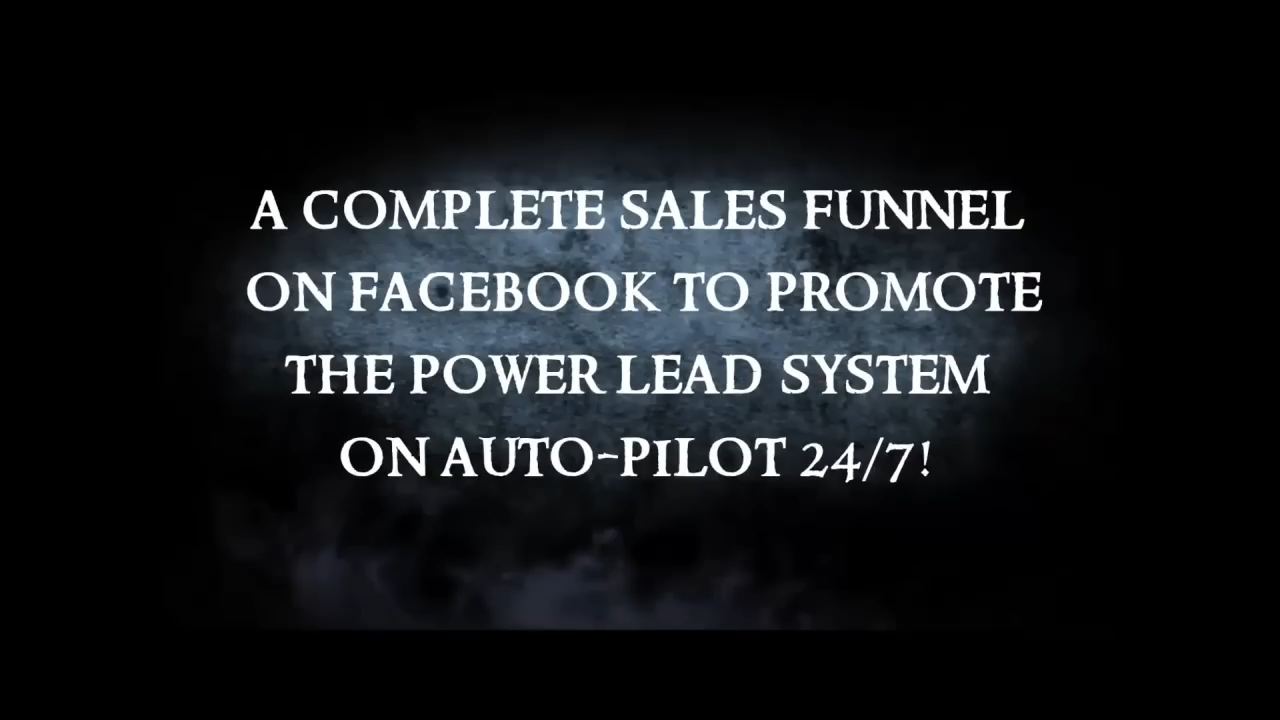 A COMPLETE SALES FUNNEL
ON FACEBOOK TO PROMOTE
THE POWER LEAD SYSTEM
ON AUTO-PILOT 24/7!